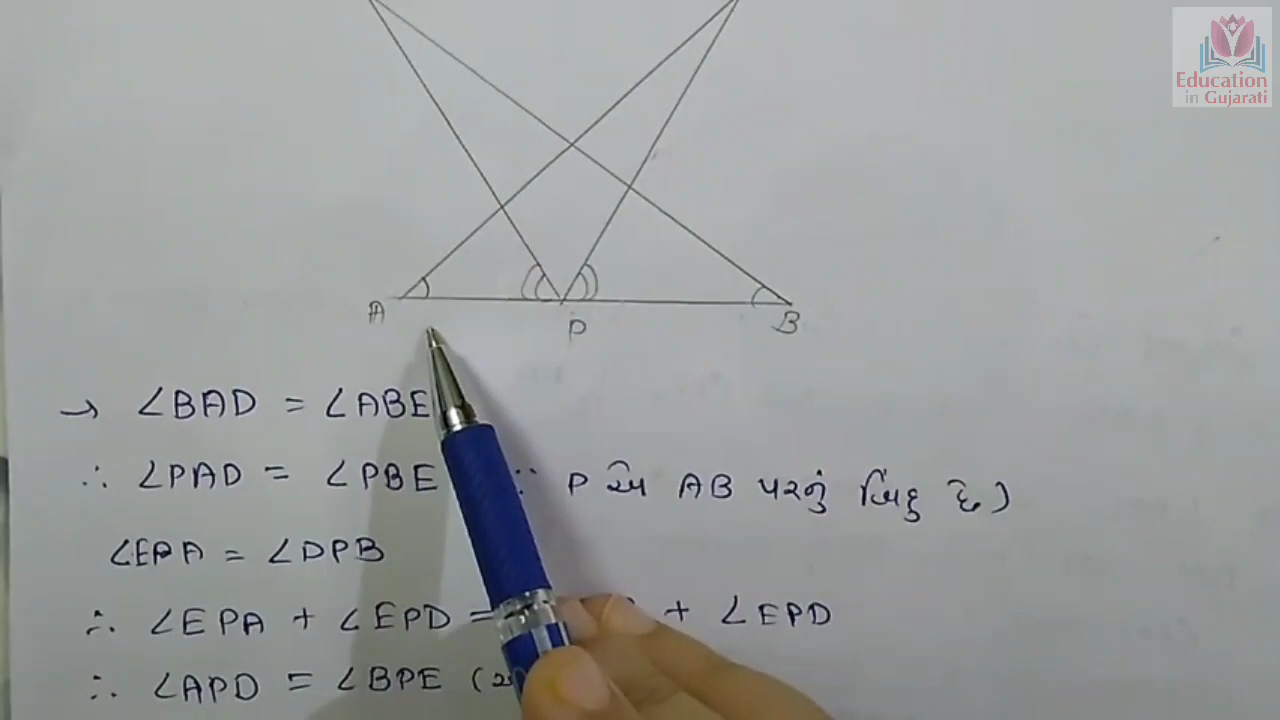 Education
in Gujarati
A
P
B
→ ∠BAD = ∠ABE
∴ ∠PAD = ∠PBE ∵ P એ AB પરનું બિંદુ છે)
∠EPA = ∠DPB
∴ ∠EPA + ∠EPD = + ∠EPD
∴ ∠APD = ∠BPE